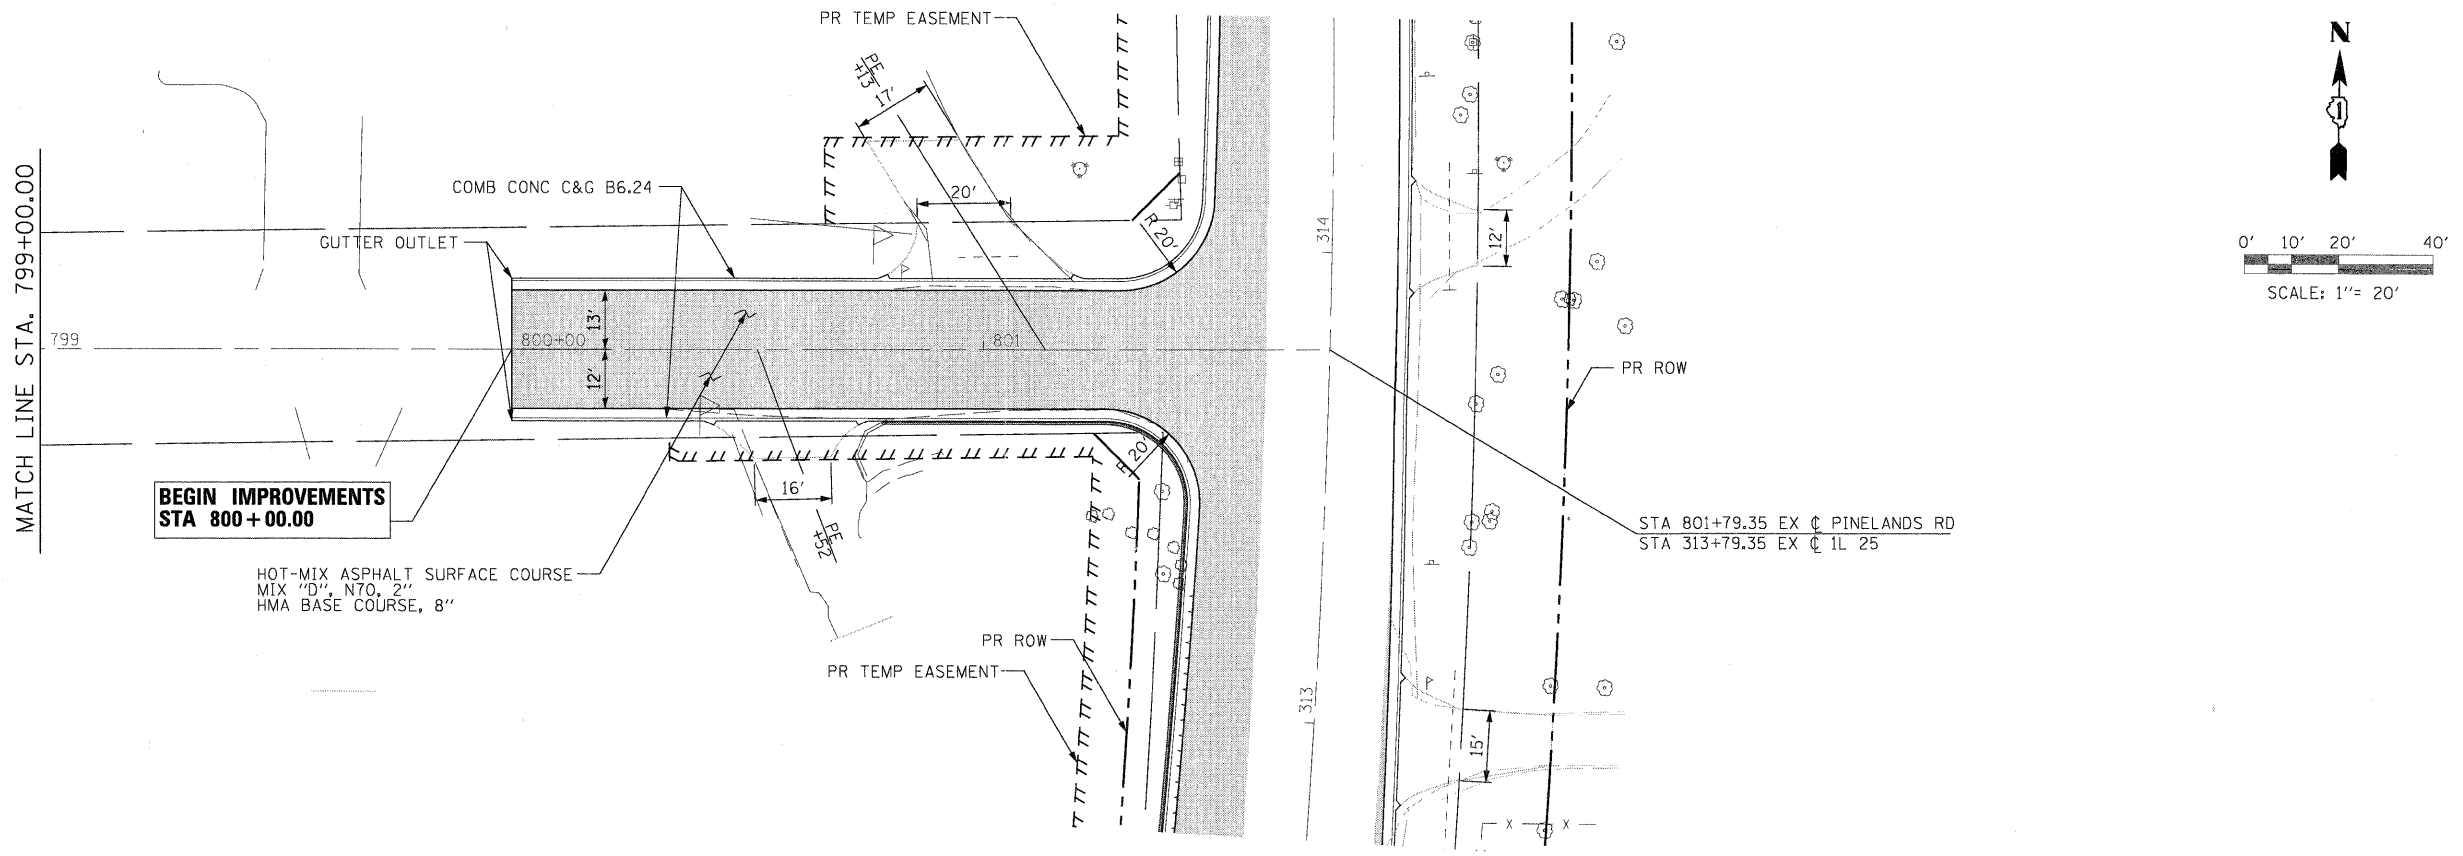 PR TEMP EASEMENT
N
PE
+13
17'
MATCH LINE STA. 799+00.00
COMB CONC C&G B6.24
20'
R 20'
314
12'
0' 10' 20' 40'
SCALE: 1"= 20'
GUTTER OUTLET
799
13'
800+00
801
12'
PR ROW
R 20'
16'
PE
+52
BEGIN IMPROVEMENTS
STA 800+00.00
STA 801+79.35 EX ℄ PINELANDS RD
STA 313+79.35 EX ℄ IL 25
HOT-MIX ASPHALT SURFACE COURSE
MIX "D", N70, 2"
HMA BASE COURSE, 8"
PR ROW
PR TEMP EASEMENT
313
15'
X X